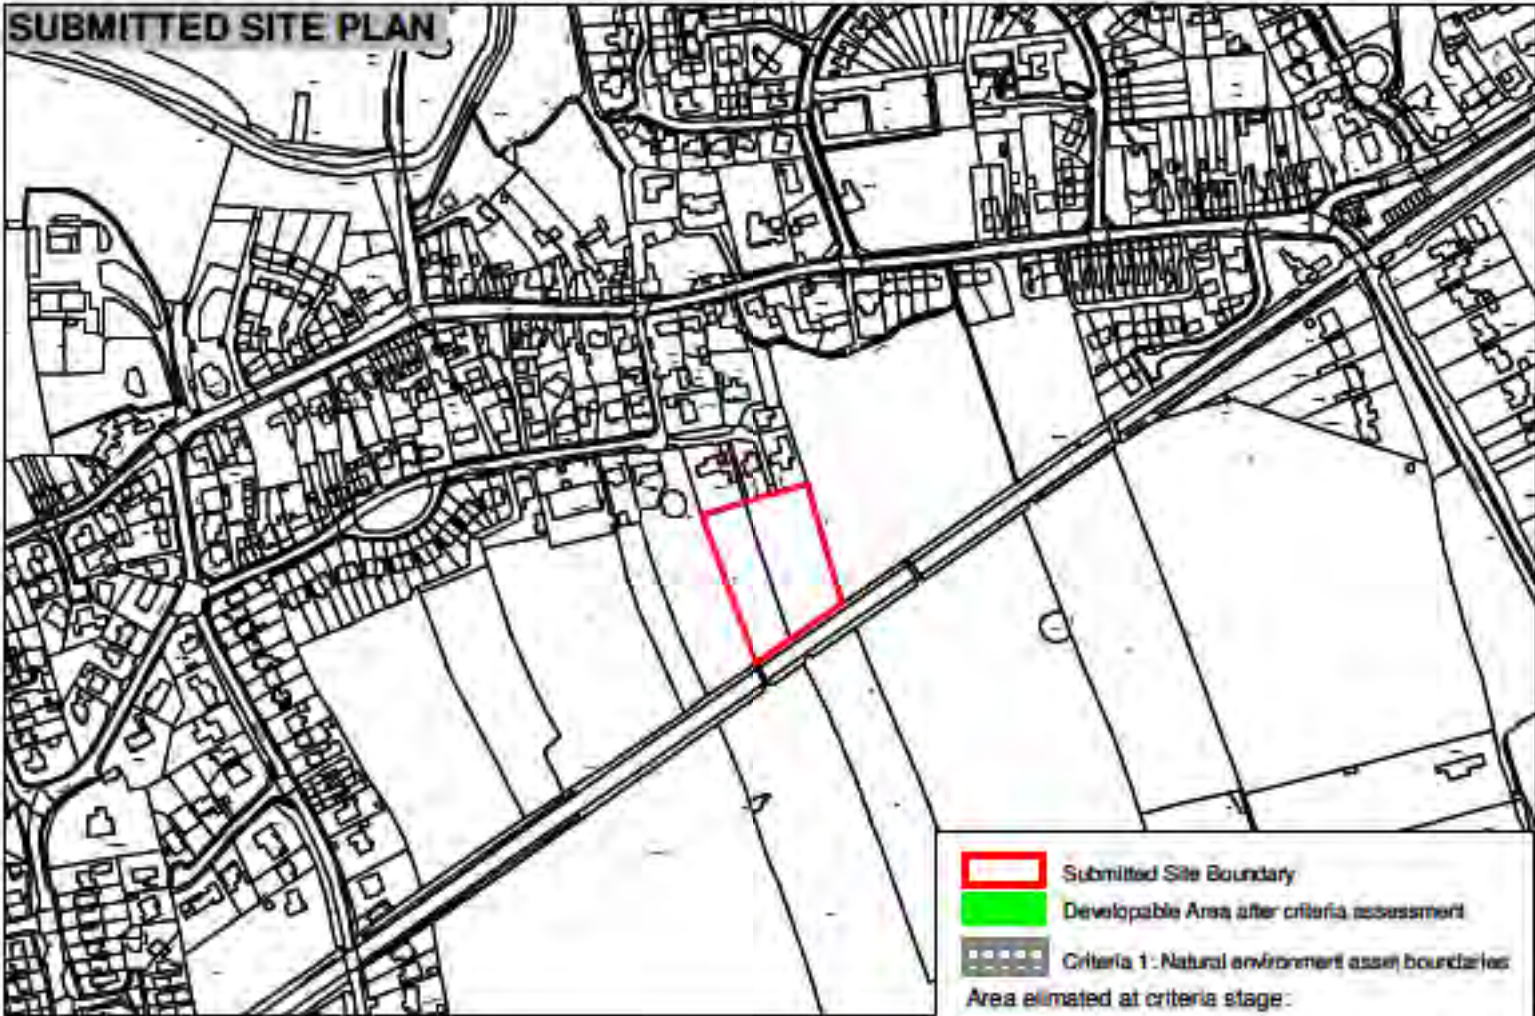 SUBMITTED SITE PLAN
Submitted Site Boundary
Developable Area after criteria assessment
Criteria 1: Natural environment asset boundaries
Area elimated at criteria stage: